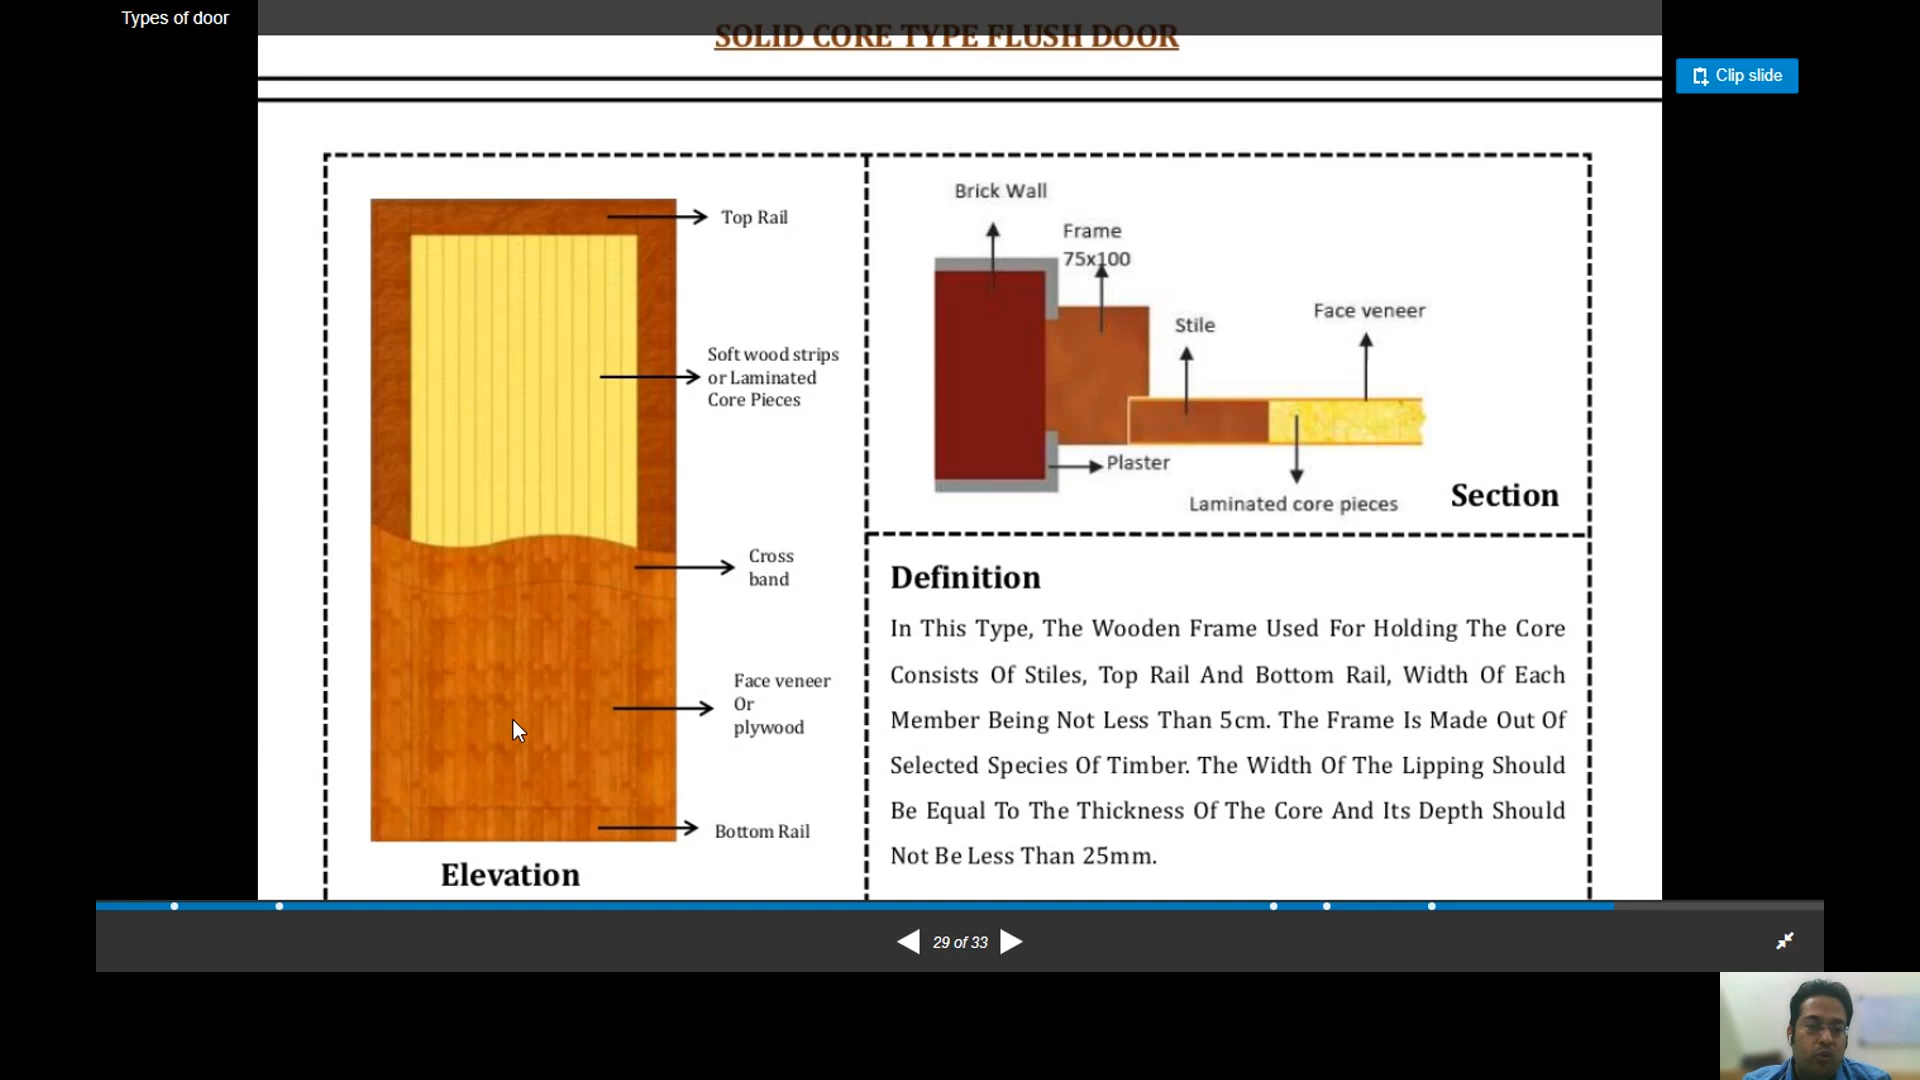 Types of door
SOLID CORE TYPE FLUSH DOOR
Clip slide
Top Rail
Soft wood strips
or Laminated
Core Pieces
Cross
band
Face veneer
Or
plywood
Bottom Rail
Elevation
Brick Wall
Frame
75x100
Stile
Face veneer
Plaster
Laminated core pieces
Section
Definition
In This Type, The Wooden Frame Used For Holding The Core
Consists Of Stiles, Top Rail And Bottom Rail, Width Of Each
Member Being Not Less Than 5cm. The Frame Is Made Out Of
Selected Species Of Timber. The Width Of The Lipping Should
Be Equal To The Thickness Of The Core And Its Depth Should
Not Be Less Than 25mm.
29 of 33